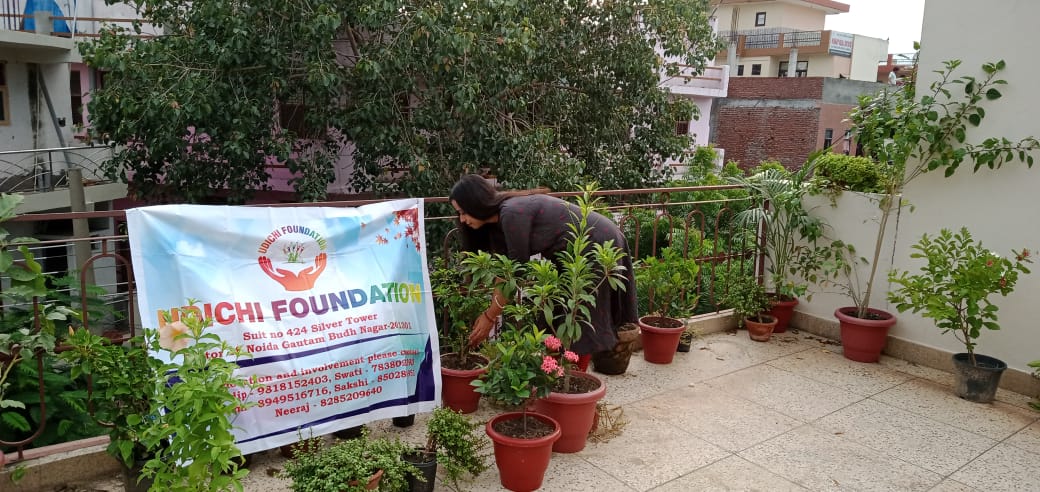 UDICHI FOUNDATION
UDICHI FOUNDATION
Suit no 424 Silver Tower
Noida Gautam Budh Nagar-201301
and involvement please
9818152403, Swati -
8949516716, Sakshi -
Neeraj - 8285209640